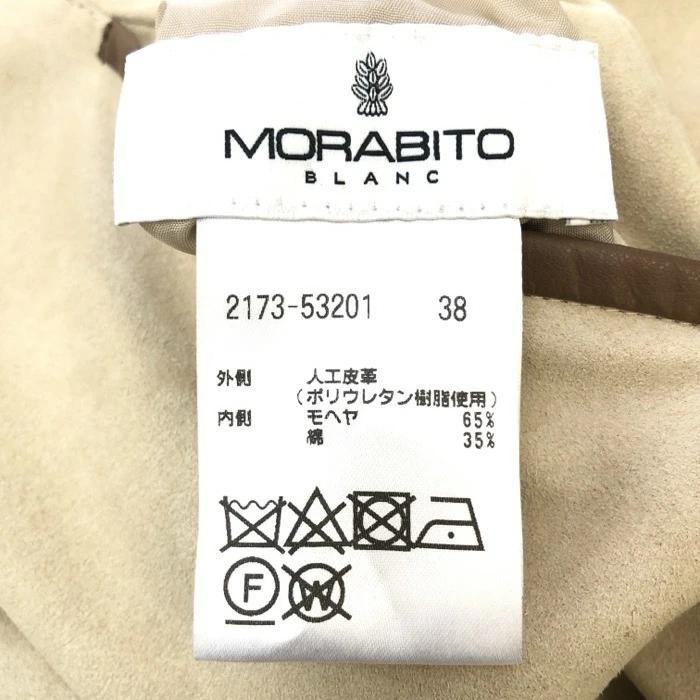 MORABITO
BLANC
2173-53201 38
外側 人工皮革
(ポリウレタン樹脂使用)
内側 モヘヤ 65%
綿 35%
F
W